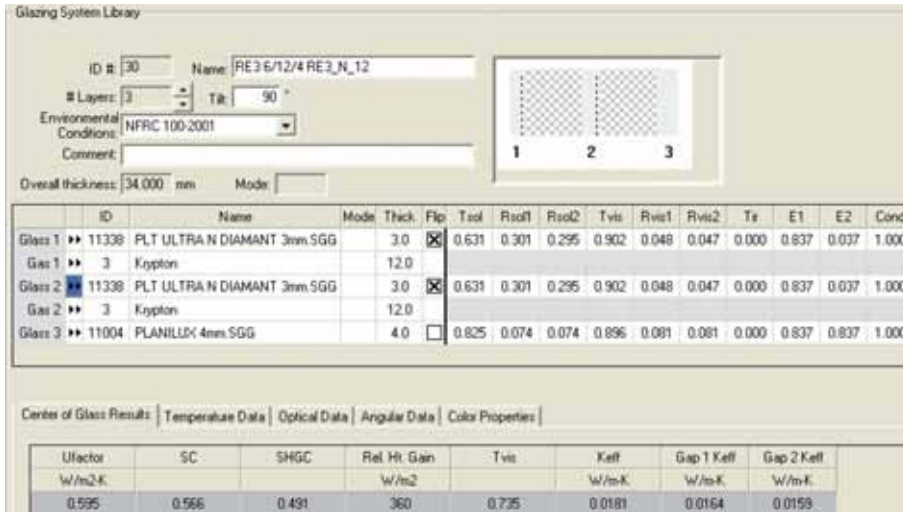 Glazing System Library
ID #: 30 Name: RE3 6/12/4 RE3_N_12
# Layers: 3 Tilt: 90 °
Environmental Conditions: NFRC 100-2001
Comment:
1 2 3
Overall thickness: 34.000 mm Mode:
ID Name Mode Thick Flip Tsol Rsol1 Rsol2 Tvis Rvis1 Rvis2 Tir E1 E2 Cond
Glass 1 11338 PLT ULTRA N DIAMANT 3mm.SGG 3.0 0.631 0.301 0.295 0.902 0.048 0.047 0.000 0.837 0.037 1.000
Gas 1 3 Krypton 12.0
Glass 2 11338 PLT ULTRA N DIAMANT 3mm.SGG 3.0 0.631 0.301 0.295 0.902 0.048 0.047 0.000 0.837 0.037 1.000
Gas 2 3 Krypton 12.0
Glass 3 11004 PLANILUX 4mm.SGG 4.0 0.825 0.074 0.074 0.896 0.081 0.081 0.000 0.837 0.837 1.000
Center of Glass Results Temperature Data Optical Data Angular Data Color Properties
Ufactor SC SHGC Rel. Ht. Gain Tvis Keff Gap 1 Keff Gap 2 Keff
W/m2-K W/m2 W/m-K W/m-K W/m-K
0.595 0.566 0.491 360 0.735 0.0181 0.0164 0.0159